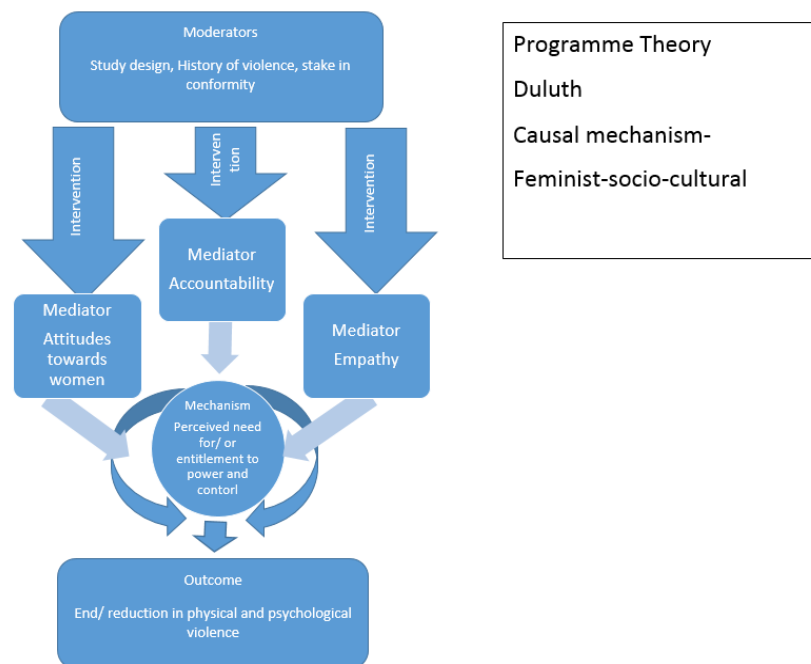 Moderators
Study design, History of violence, stake in
conformity
Programme Theory
Duluth
Causal mechanism-
Feminist-socio-cultural
Intervention
Interven
tion
Intervention
Mediator
Accountability
Mediator
Attitudes
towards
women
Mediator
Empathy
Mechanism
Perceived need
for/ or
entitlement to
power and
contorl
Outcome
End/ reduction in physical and psychological
violence